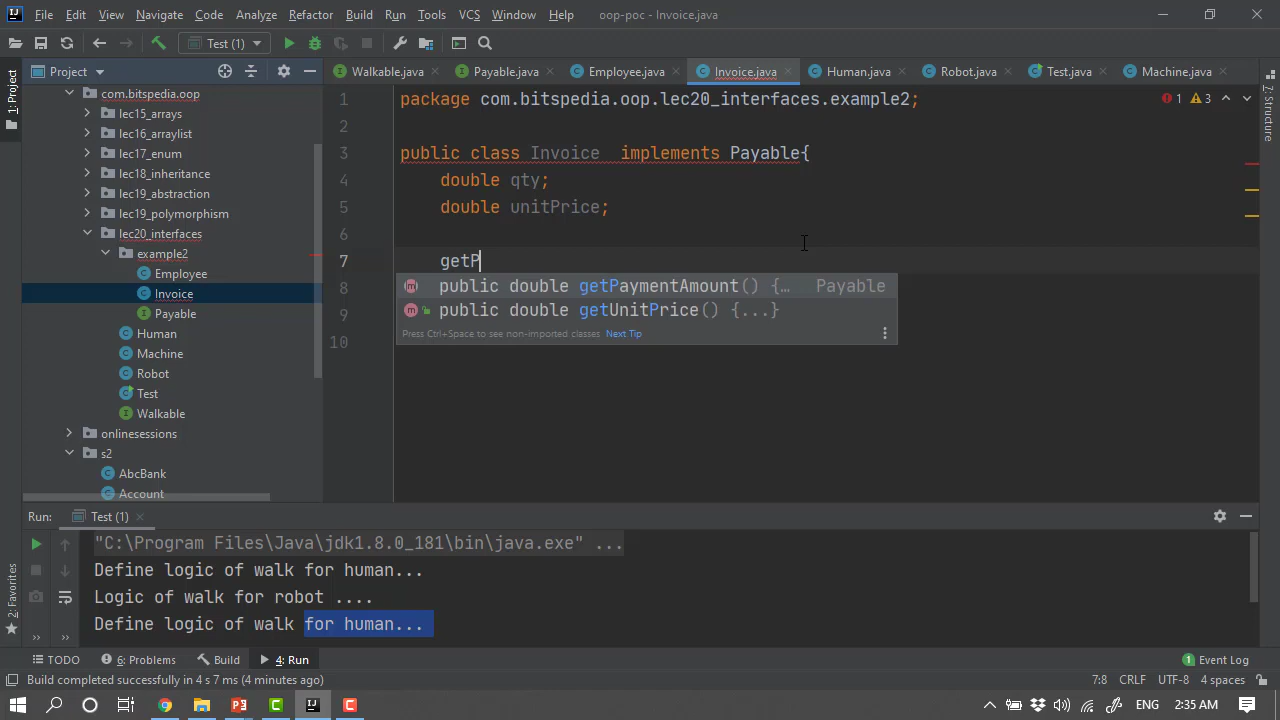 File Edit View Navigate Code Analyze Refactor Build Run Tools VCS Window Help oop-poc - Invoice.java
Test (1)
Project
Walkable.java Payable.java Employee.java Invoice.java Human.java Robot.java Test.java Machine.java
1: Project
7: Structure
2: Favorites
com.bitspedia.oop
lec15_arrays
lec16_arraylist
lec17_enum
lec18_inheritance
lec19_abstraction
lec19_polymorphism
lec20_interfaces
example2
Employee
Invoice
Payable
Human
Machine
Robot
Test
Walkable
onlinesessions
s2
AbcBank
Account
1 package com.bitspedia.oop.lec20_interfaces.example2;
1 3
2
3 public class Invoice  implements Payable{
4 double qty;
5 double unitPrice;
6
7 getP
8 public double getPaymentAmount() {… Payable
9 public double getUnitPrice() {...}
Press Ctrl+Space to see non-imported classes Next Tip
10
Run: Test (1)
"C:\Program Files\Java\jdk1.8.0_181\bin\java.exe" ...
Define logic of walk for human...
Logic of walk for robot ....
Define logic of walk for human...
TODO 6: Problems Build 4: Run 1 Event Log
Build completed successfully in 4 s 7 ms (4 minutes ago) 7:8 CRLF UTF-8 4 spaces
ENG 2:35 AM